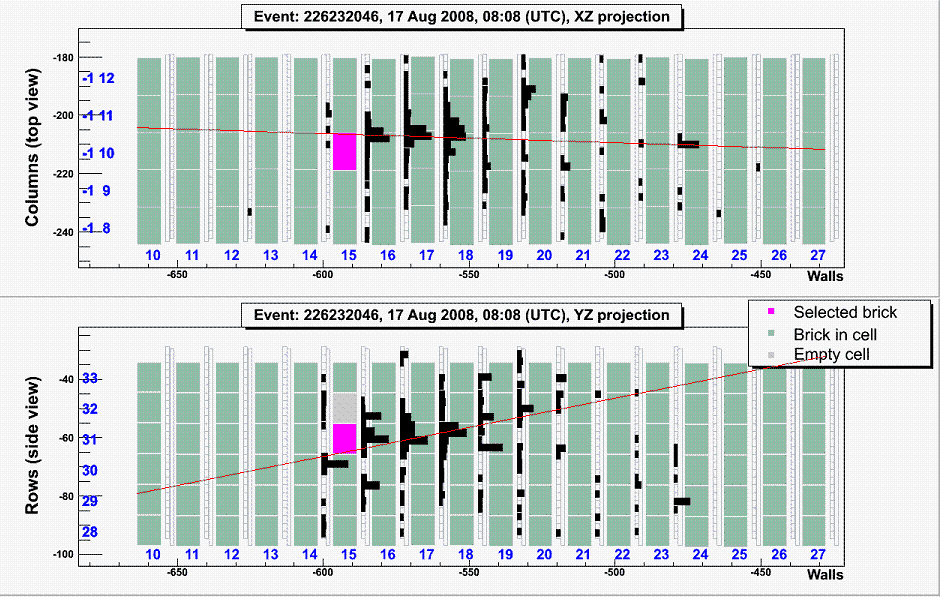 Event: 226232046, 17 Aug 2008, 08:08 (UTC), XZ projection
Columns (top view)
-180
-200
-220
-240
-1 12
-1 11
-1 10
-1 9
-1 8
10 11 12 13 14 15 16 17 18 19 20 21 22 23 24 25 26 27
-650 -600 -550 -500 -450 Walls
Event: 226232046, 17 Aug 2008, 08:08 (UTC), YZ projection
Selected brick
Brick in cell
Empty cell
Rows (side view)
-40
-60
-80
-100
33
32
31
30
29
28
10 11 12 13 14 15 16 17 18 19 20 21 22 23 24 25 26 27
-650 -600 -550 -500 -450 Walls